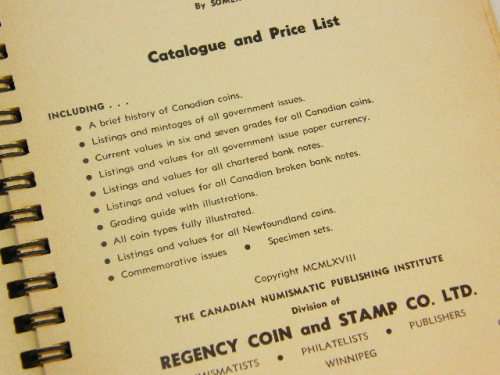 By
Catalogue and Price List
INCLUDING . . .
• A brief history of Canadian coins.
• Listings and mintages of all government issues.
• Current values in six and seven grades for all Canadian coins.
• Listings and values for all government issue paper currency.
• Listings and values for all chartered bank notes.
• Listings and values for all Canadian broken bank notes.
• Grading guide with illustrations.
• All coin types fully illustrated.
• Listings and values for all Newfoundland coins.
• Commemorative issues • Specimen sets.
Copyright MCMLXVIII
THE CANADIAN NUMISMATIC PUBLISHING INSTITUTE
Division of
REGENCY COIN and STAMP CO. LTD.
• PHILATELISTS • PUBLISHERS
WINNIPEG